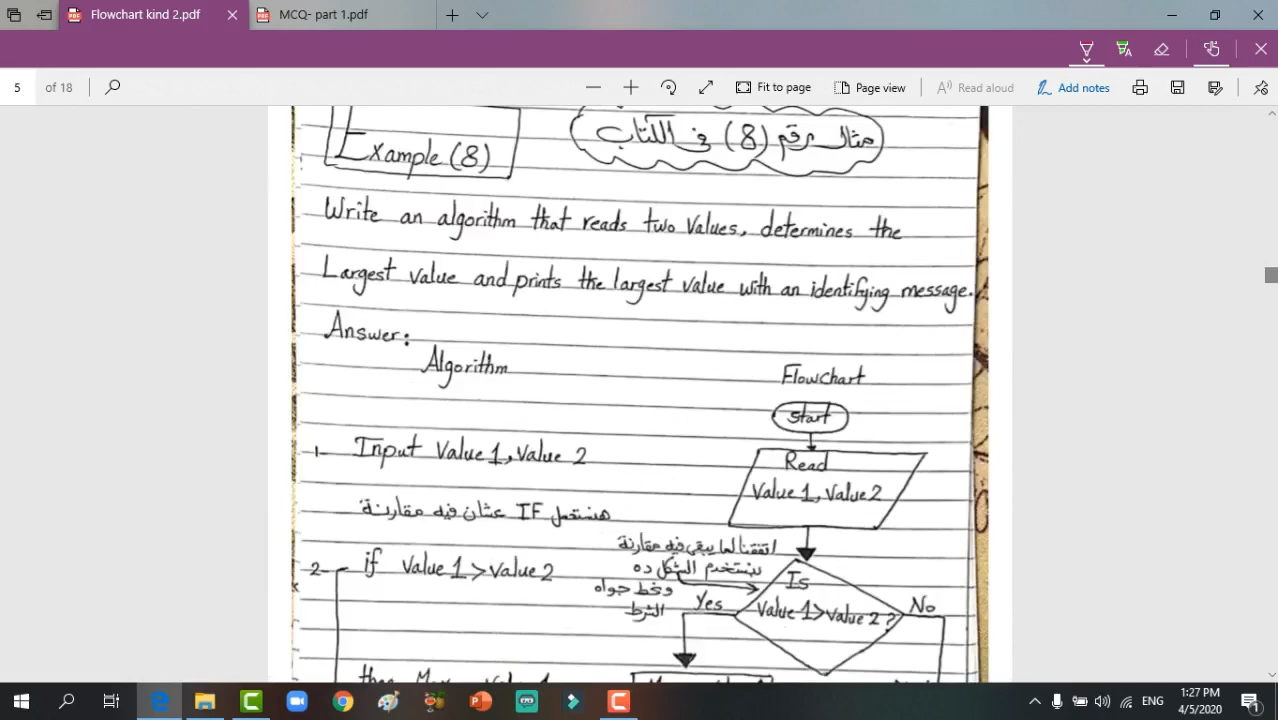 Flowchart kind 2.pdf
MCQ- part 1.pdf
5 of 18
Fit to page
Page view
Read aloud
Add notes
Example (8)
مثال رقم (8) فى الكتاب
Write an algorithm that reads two values, determines the
Largest value and prints the largest value with an identifying message.
Answer:
Algorithm
Flowchart
Start
1- Input Value 1, Value 2
Read
Value 1, Value 2
هنستعمل IF عشان فيه مقارنة
اتفقنا لما يبقى فيه مقارنة
بنستخدم الشكل ده
ونحط جواه
الشرط
2- if Value 1 > Value 2
Is
Value 1 > Value 2 ?
Yes
No
ENG
1:27 PM
4/5/2020